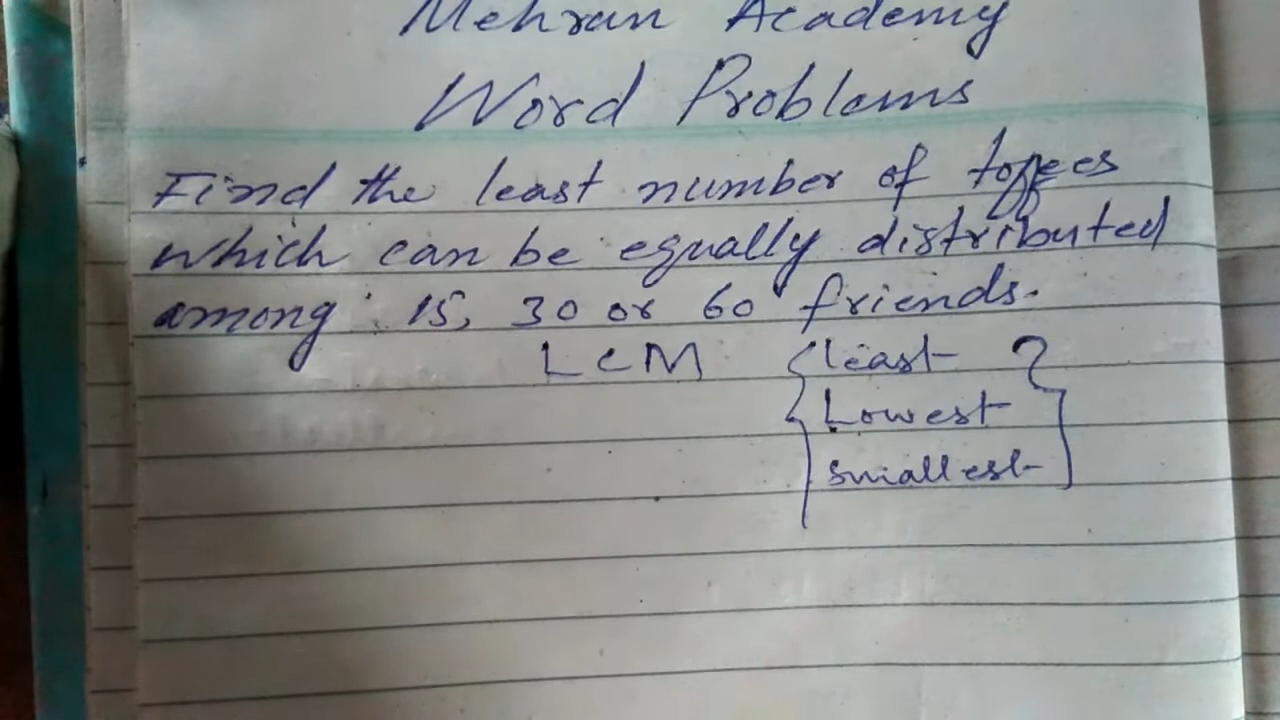 Mehran Academy
Word Problems
Find the least number of toffees
which can be equally distributed
among : 15, 30 or 60 friends.
LCM { least }
Lowest
smallest